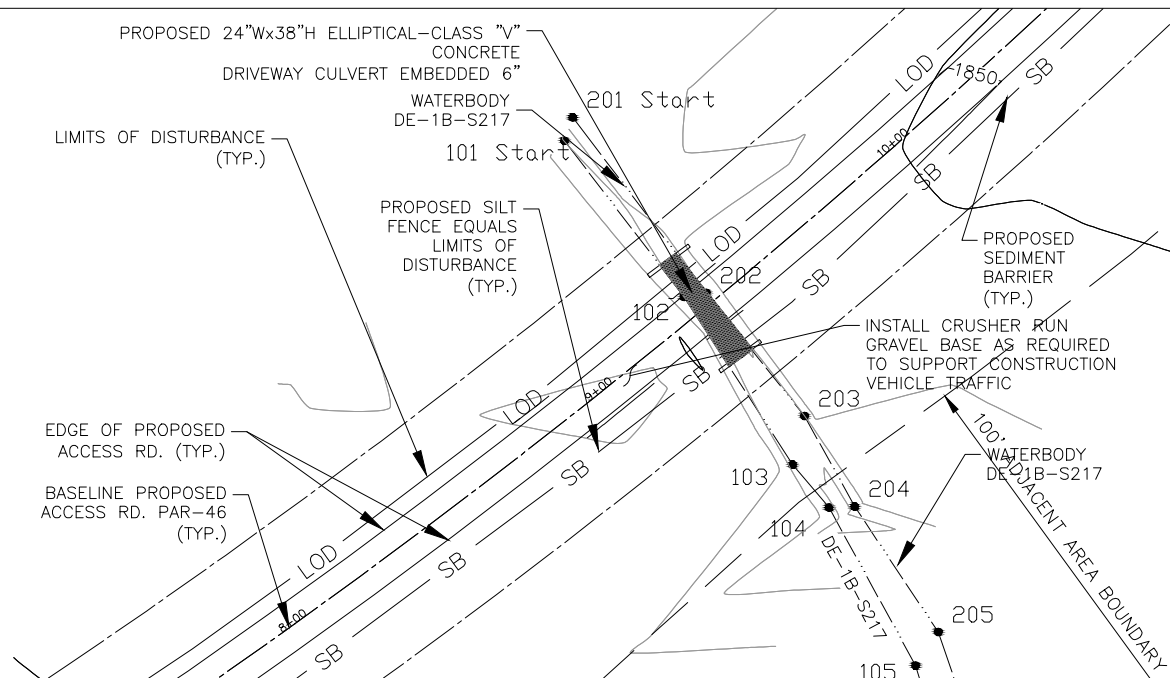 PROPOSED 24"Wx38"H ELLIPTICAL-CLASS "V"
CONCRETE
DRIVEWAY CULVERT EMBEDDED 6"
WATERBODY
DE-1B-S217
201 Start
101 Start
LIMITS OF DISTURBANCE
(TYP.)
PROPOSED SILT
FENCE EQUALS
LIMITS OF
DISTURBANCE
(TYP.)
LOD
1850
SB
10+00
SB
PROPOSED
SEDIMENT
BARRIER
(TYP.)
LOD
202
SB
102
INSTALL CRUSHER RUN
GRAVEL BASE AS REQUIRED
TO SUPPORT CONSTRUCTION
VEHICLE TRAFFIC
SB
9+00
LOD
203
EDGE OF PROPOSED
ACCESS RD. (TYP.)
100' ADJACENT AREA BOUNDARY
WATERBODY
DE-1B-S217
103
SB
BASELINE PROPOSED
ACCESS RD. PAR-46
(TYP.)
204
104
LOD
SB
DE-1B-S217
8+00
205
SB
105